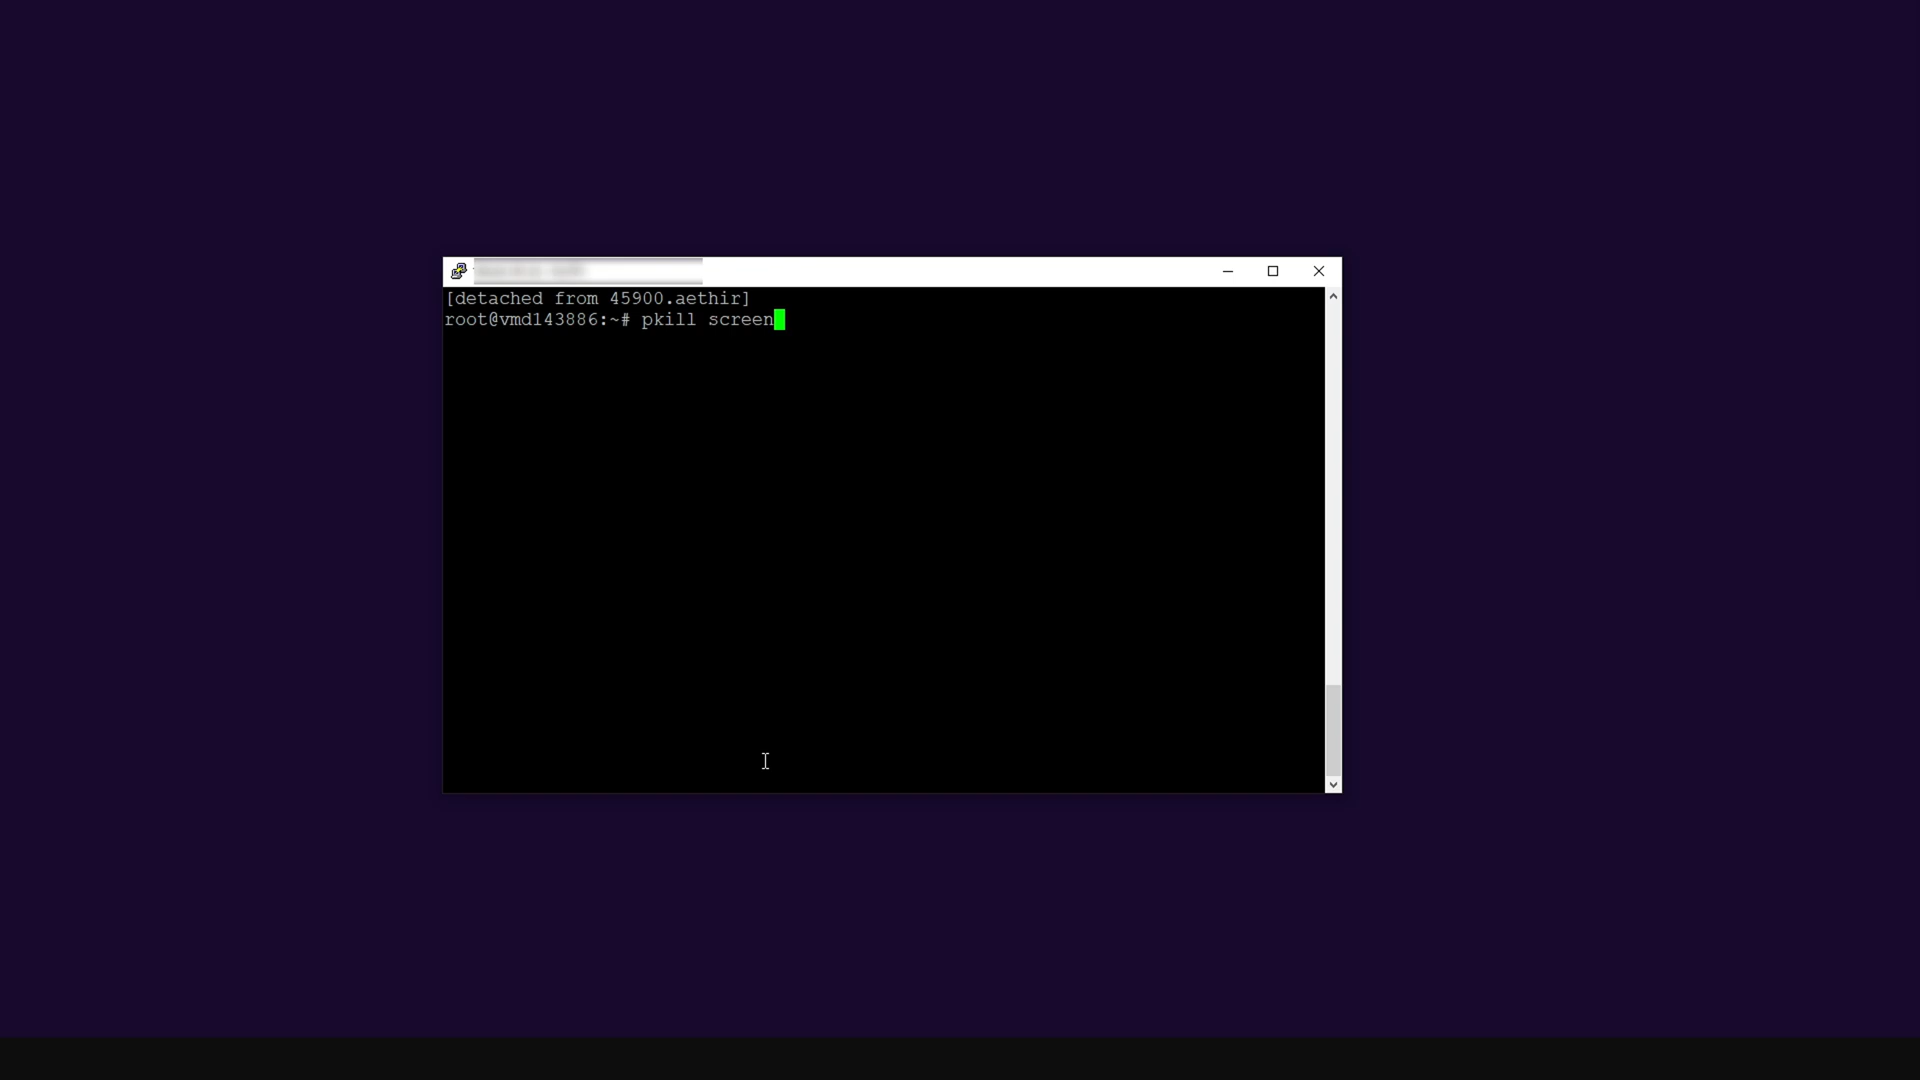 [detached from 45900.aethir]
root@vmd143886:~# pkill screen